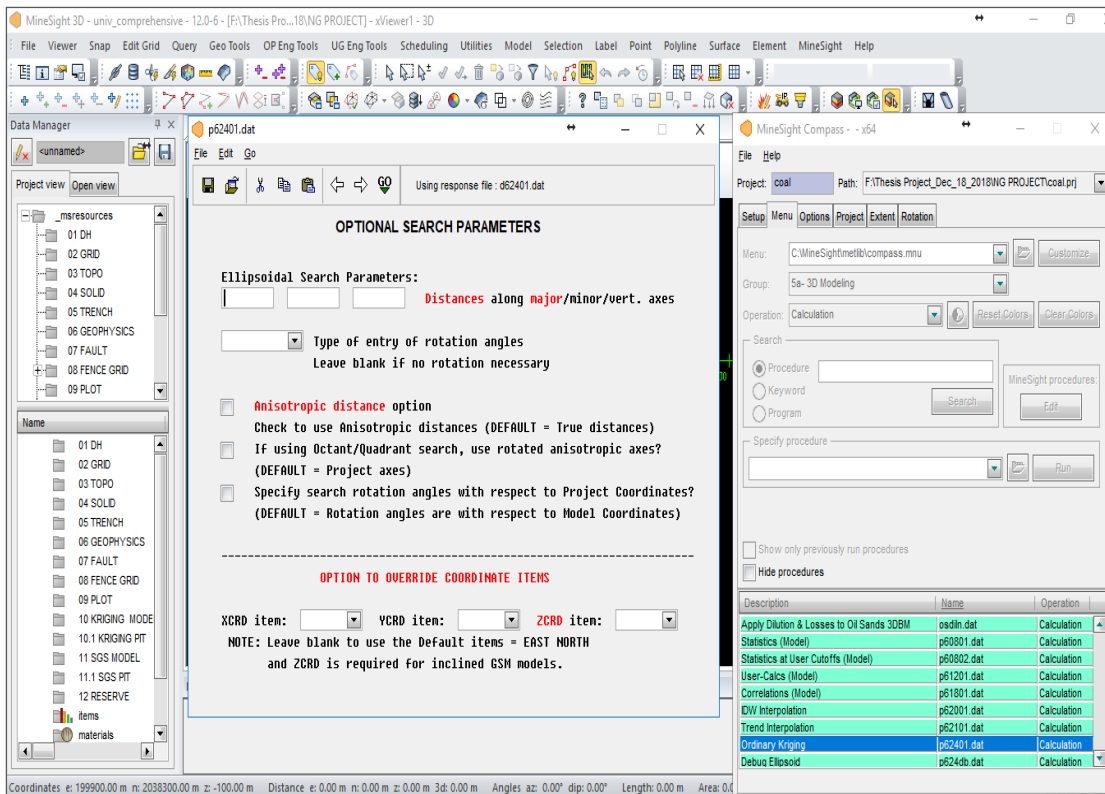 MineSight 3D - univ_comprehensive - 12.0-6 - [F:\Thesis Pro...18\NG PROJECT] - xViewer1 - 3D
File Viewer Snap Edit Grid Query Geo Tools OP Eng Tools UG Eng Tools Scheduling Utilities Model Selection Label Point Polyline Surface Element MineSight Help
Data Manager
<unnamed>
Project view Open view
_msresources
01 DH
02 GRID
03 TOPO
04 SOLID
05 TRENCH
06 GEOPHYSICS
07 FAULT
08 FENCE GRID
09 PLOT
Name
01 DH
02 GRID
03 TOPO
04 SOLID
05 TRENCH
06 GEOPHYSICS
07 FAULT
08 FENCE GRID
09 PLOT
10 KRIGING MODE
10.1 KRIGING PIT
11 SGS MODEL
11.1 SGS PIT
12 RESERVE
items
materials
p62401.dat
File Edit Go
GO Using response file : d62401.dat
OPTIONAL SEARCH PARAMETERS
Ellipsoidal Search Parameters:
Distances along major/minor/vert. axes
Type of entry of rotation angles
Leave blank if no rotation necessary
Anisotropic distance option
Check to use Anisotropic distances (DEFAULT = True distances)
If using Octant/Quadrant search, use rotated anisotropic axes?
(DEFAULT = Project axes)
Specify search rotation angles with respect to Project Coordinates?
(DEFAULT = Rotation angles are with respect to Model Coordinates)
OPTION TO OVERRIDE COORDINATE ITEMS
XCRD item: YCRD item: ZCRD item:
NOTE: Leave blank to use the Default items = EAST NORTH
and ZCRD is required for inclined GSM models.
MineSight Compass - - x64
File Help
Project: coal Path: F:\Thesis Project_Dec_18_2018\NG PROJECT\coal.prj
Setup Menu Options Project Extent Rotation
Menu: C:\MineSight\metlib\compass.mnu Customize
Group: 5a- 3D Modeling
Operation: Calculation Reset Colors Clear Colors
Search
Procedure
Keyword
Program
Search
MineSight procedures:
Edit
Specify procedure
Run
Show only previously run procedures
Hide procedures
Description Name Operation
Apply Dilution & Losses to Oil Sands 3DBM osdiln.dat Calculation
Statistics (Model) p60801.dat Calculation
Statistics at User Cutoffs (Model) p60802.dat Calculation
User-Calcs (Model) p61201.dat Calculation
Correlations (Model) p61801.dat Calculation
IDW Interpolation p62001.dat Calculation
Trend Interpolation p62101.dat Calculation
Ordinary Kriging p62401.dat Calculation
Debug Ellipsoid p624db.dat Calculation
Coordinates e: 199900.00 m n: 2038300.00 m z: -100.00 m Distance e: 0.00 m n: 0.00 m z: 0.00 m 3d: 0.00 m Angles az: 0.00° dip: 0.00° Length: 0.00 m Area: 0.0